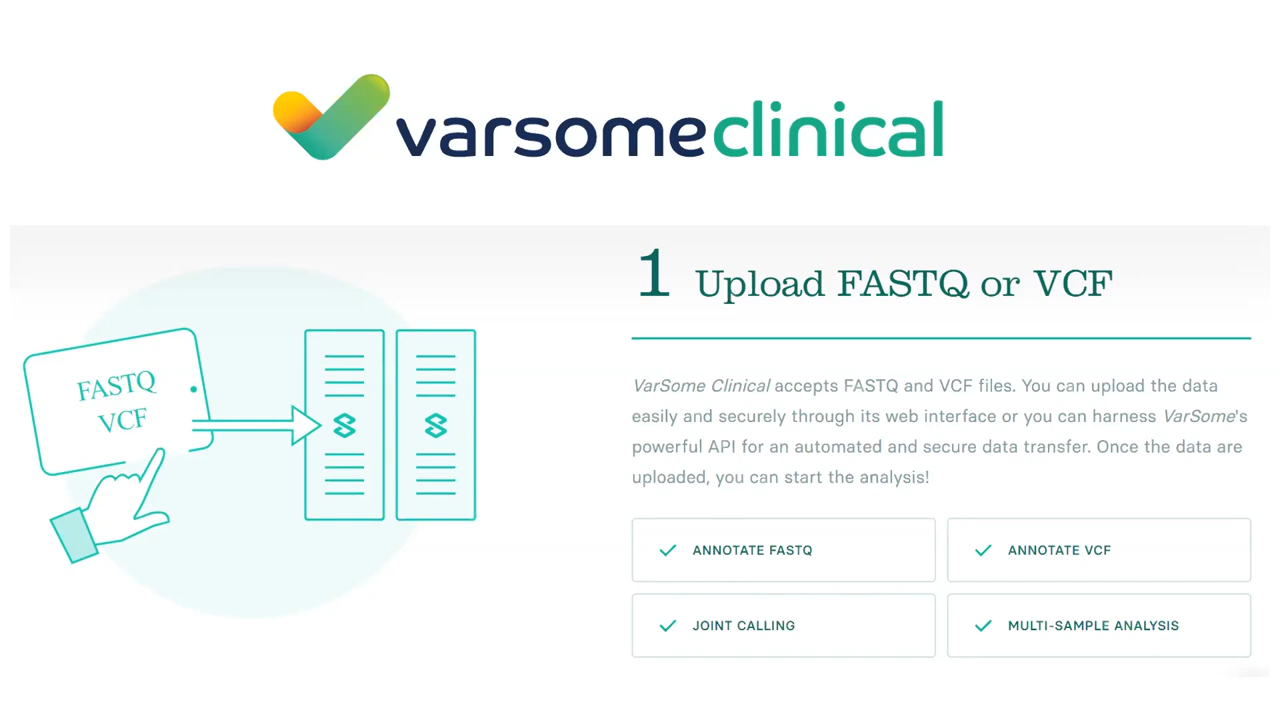 varsomeclinical
FASTQ
VCF
1 Upload FASTQ or VCF
VarSome Clinical accepts FASTQ and VCF files. You can upload the data
easily and securely through its web interface or you can harness VarSome's
powerful API for an automated and secure data transfer. Once the data are
uploaded, you can start the analysis!
ANNOTATE FASTQ
ANNOTATE VCF
JOINT CALLING
MULTI-SAMPLE ANALYSIS